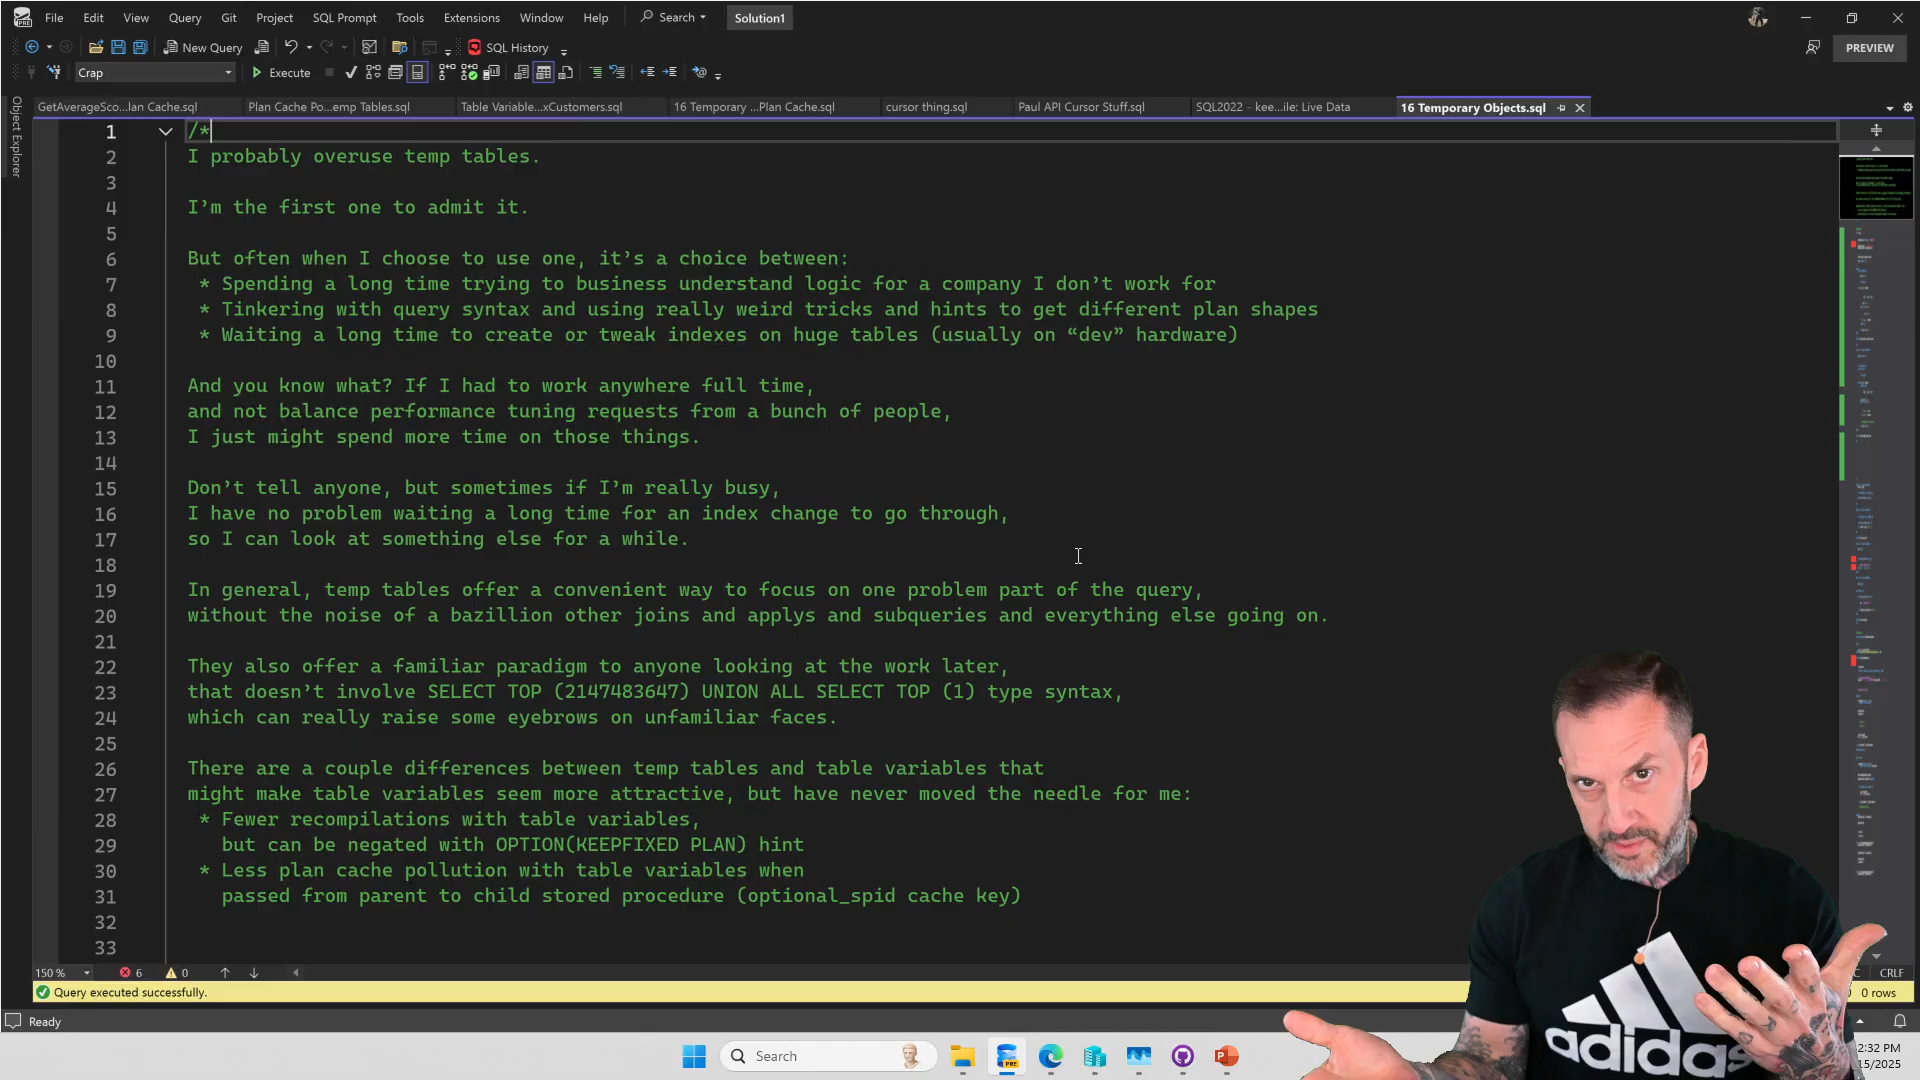 File Edit View Query Git Project SQL Prompt Tools Extensions Window Help Search Solution1
New Query SQL History PREVIEW
Crap Execute
GetAverageSco...lan Cache.sql Plan Cache Po...emp Tables.sql Table Variable...xCustomers.sql 16 Temporary ...Plan Cache.sql cursor thing.sql Paul API Cursor Stuff.sql SQL2022 - kee...ile: Live Data 16 Temporary Objects.sql
Object Explorer
1 /*
2 I probably overuse temp tables.
3
4 I’m the first one to admit it.
5
6 But often when I choose to use one, it’s a choice between:
7 * Spending a long time trying to business understand logic for a company I don’t work for
8 * Tinkering with query syntax and using really weird tricks and hints to get different plan shapes
9 * Waiting a long time to create or tweak indexes on huge tables (usually on “dev” hardware)
10
11 And you know what? If I had to work anywhere full time,
12 and not balance performance tuning requests from a bunch of people,
13 I just might spend more time on those things.
14
15 Don’t tell anyone, but sometimes if I’m really busy,
16 I have no problem waiting a long time for an index change to go through,
17 so I can look at something else for a while.
18
19 In general, temp tables offer a convenient way to focus on one problem part of the query,
20 without the noise of a bazillion other joins and applys and subqueries and everything else going on.
21
22 They also offer a familiar paradigm to anyone looking at the work later,
23 that doesn’t involve SELECT TOP (2147483647) UNION ALL SELECT TOP (1) type syntax,
24 which can really raise some eyebrows on unfamiliar faces.
25
26 There are a couple differences between temp tables and table variables that
27 might make table variables seem more attractive, but have never moved the needle for me:
28 * Fewer recompilations with table variables,
29 but can be negated with OPTION(KEEPFIXED PLAN) hint
30 * Less plan cache pollution with table variables when
31 passed from parent to child stored procedure (optional_spid cache key)
32
33
150 % 6 0 CRLF
Query executed successfully. 0 rows
Ready
adidas
Search PRE 2:32 PM
15/2025